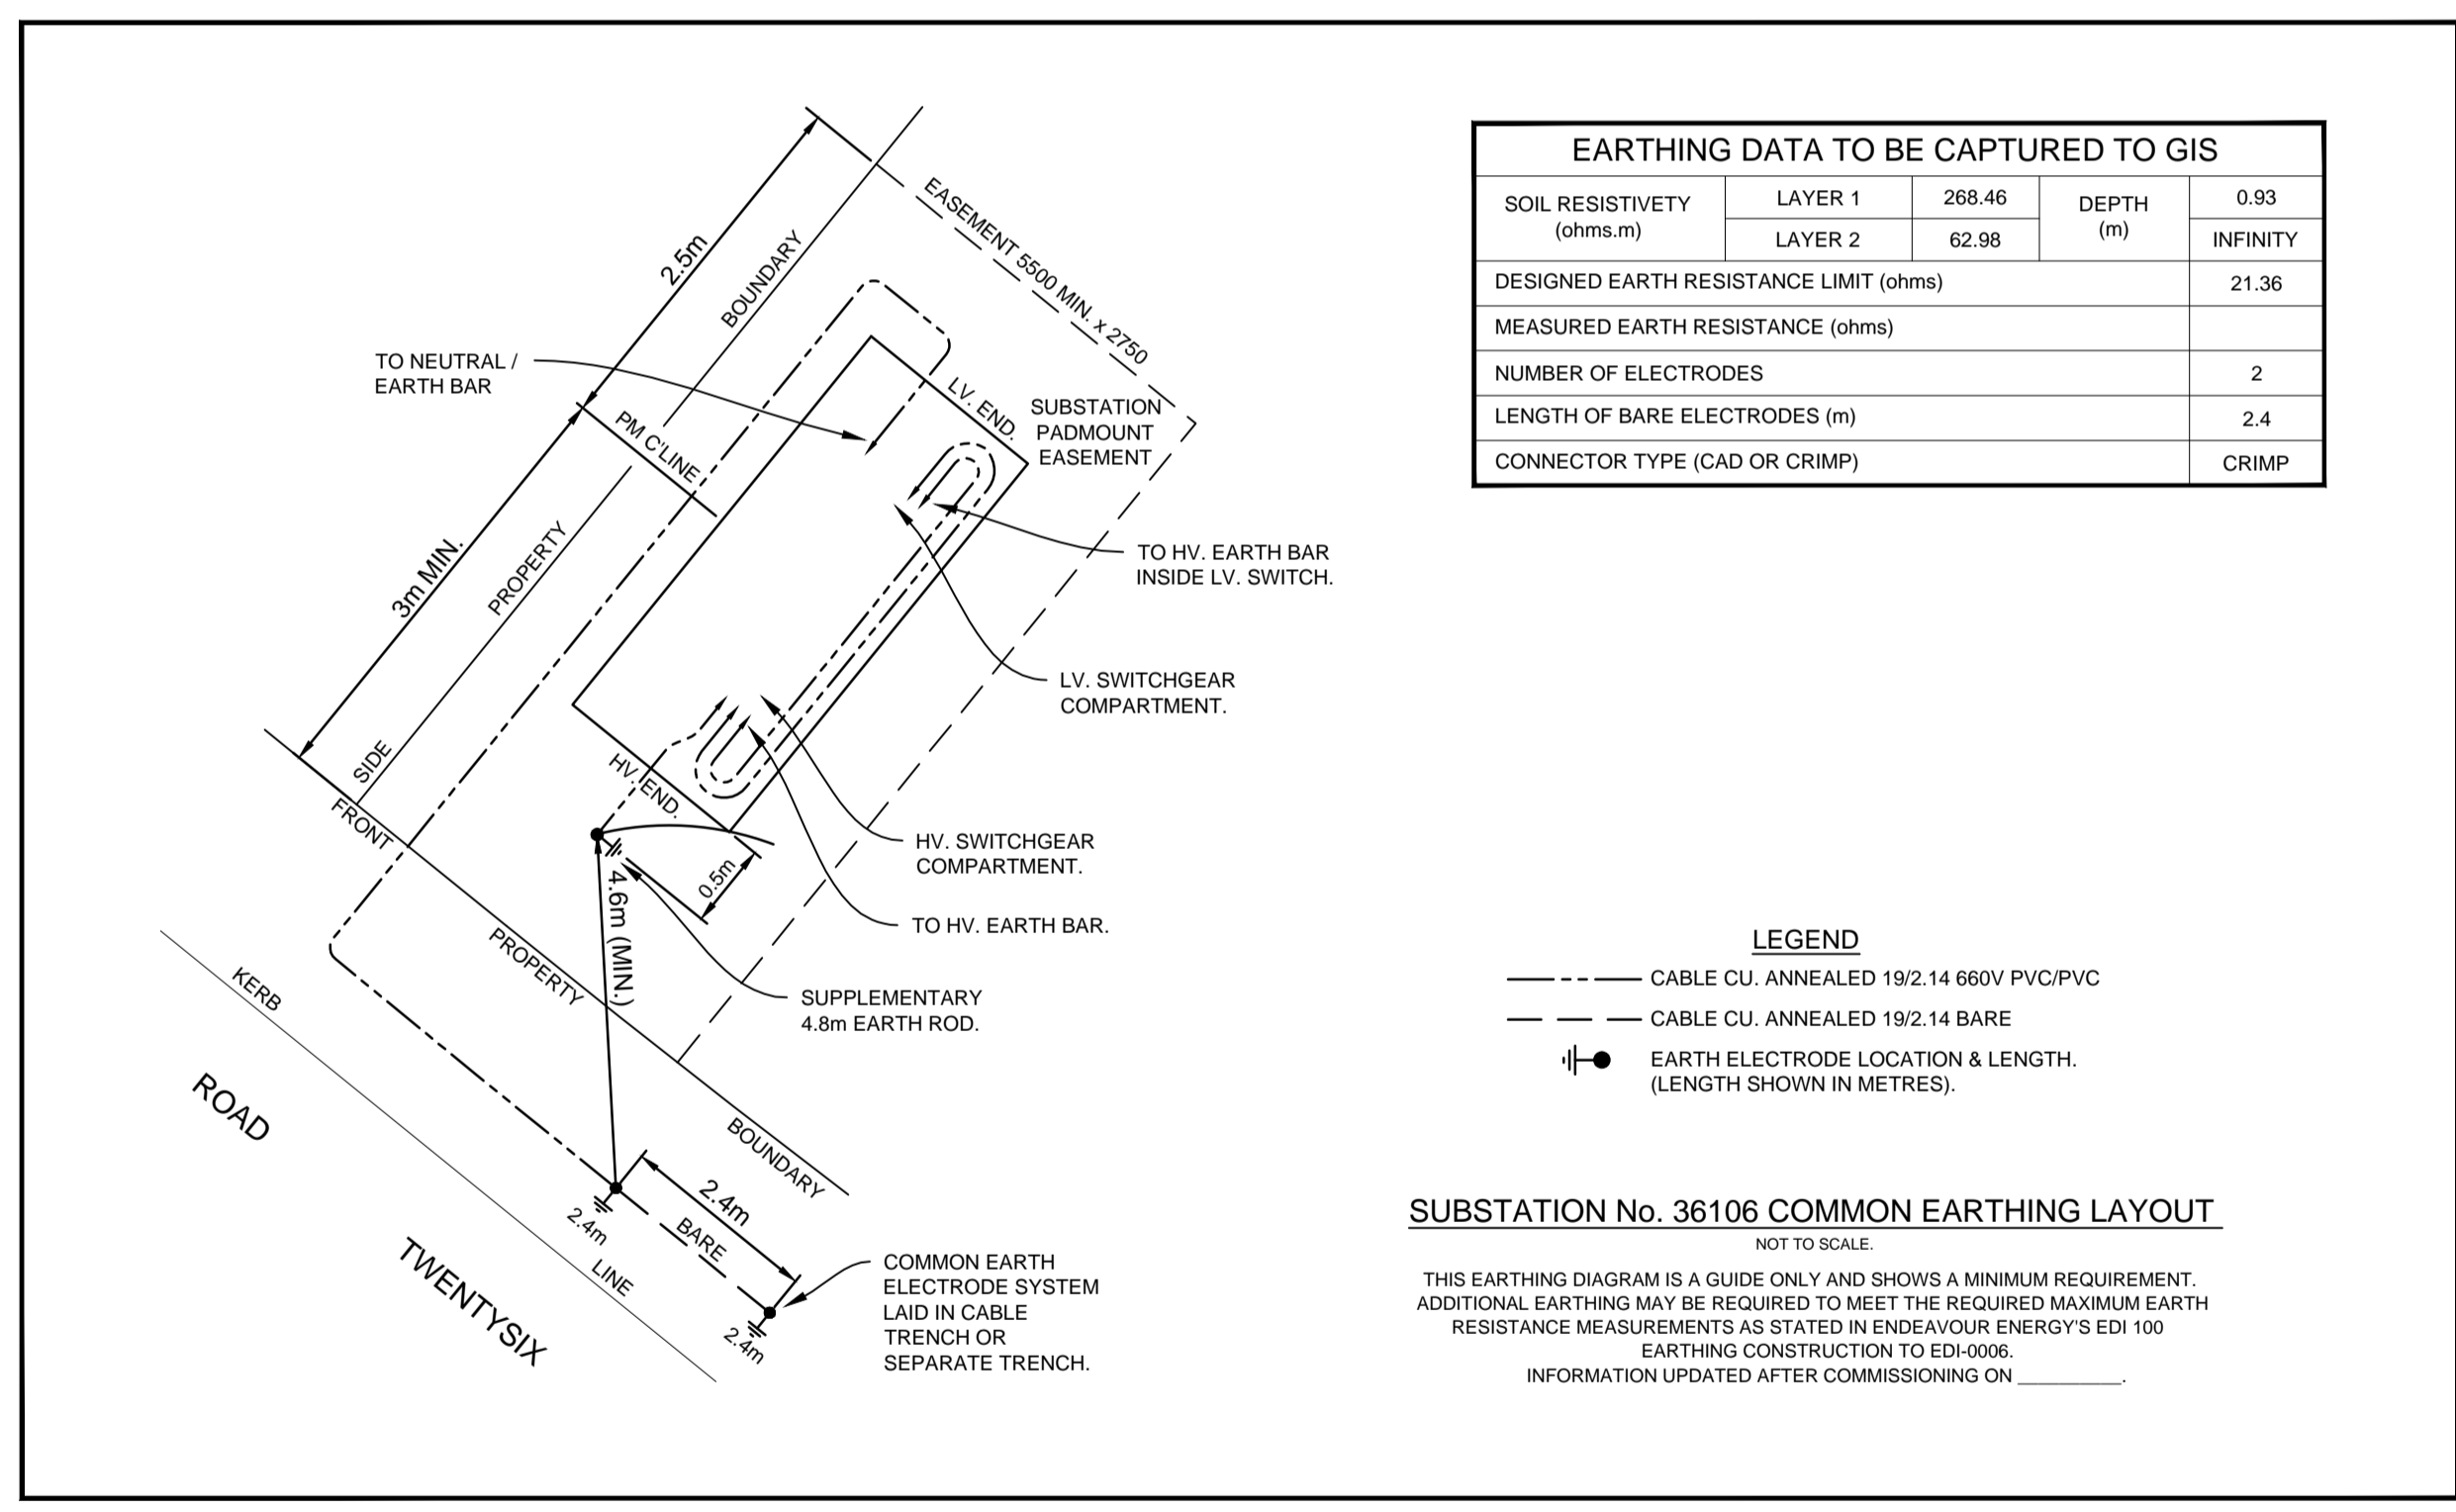 EARTHING DATA TO BE CAPTURED TO GIS
SOIL RESISTIVETY
(ohms.m)
LAYER 1
268.46
DEPTH
(m)
0.93
LAYER 2
62.98
INFINITY
DESIGNED EARTH RESISTANCE LIMIT (ohms)
21.36
MEASURED EARTH RESISTANCE (ohms)
NUMBER OF ELECTRODES
2
LENGTH OF BARE ELECTRODES (m)
2.4
CONNECTOR TYPE (CAD OR CRIMP)
CRIMP
EASEMENT 5500 MIN. x 2750
2.5m
BOUNDARY
TO NEUTRAL /
EARTH BAR
PM C'LINE
LV. END.
SUBSTATION
PADMOUNT
EASEMENT
3m MIN.
PROPERTY
TO HV. EARTH BAR
INSIDE LV. SWITCH.
LV. SWITCHGEAR
COMPARTMENT.
SIDE
HV. END.
FRONT
HV. SWITCHGEAR
COMPARTMENT.
0.5m
4.6m (MIN.)
TO HV. EARTH BAR.
PROPERTY
KERB
SUPPLEMENTARY
4.8m EARTH ROD.
ROAD
BOUNDARY
2.4m
2.4m
BARE
LINE
TWENTYSIX
2.4m
COMMON EARTH
ELECTRODE SYSTEM
LAID IN CABLE
TRENCH OR
SEPARATE TRENCH.
LEGEND
CABLE CU. ANNEALED 19/2.14 660V PVC/PVC
CABLE CU. ANNEALED 19/2.14 BARE
EARTH ELECTRODE LOCATION & LENGTH.
(LENGTH SHOWN IN METRES).
SUBSTATION No. 36106 COMMON EARTHING LAYOUT
NOT TO SCALE.
THIS EARTHING DIAGRAM IS A GUIDE ONLY AND SHOWS A MINIMUM REQUIREMENT.
ADDITIONAL EARTHING MAY BE REQUIRED TO MEET THE REQUIRED MAXIMUM EARTH
RESISTANCE MEASUREMENTS AS STATED IN ENDEAVOUR ENERGY'S EDI 100
EARTHING CONSTRUCTION TO EDI-0006.
INFORMATION UPDATED AFTER COMMISSIONING ON __________.